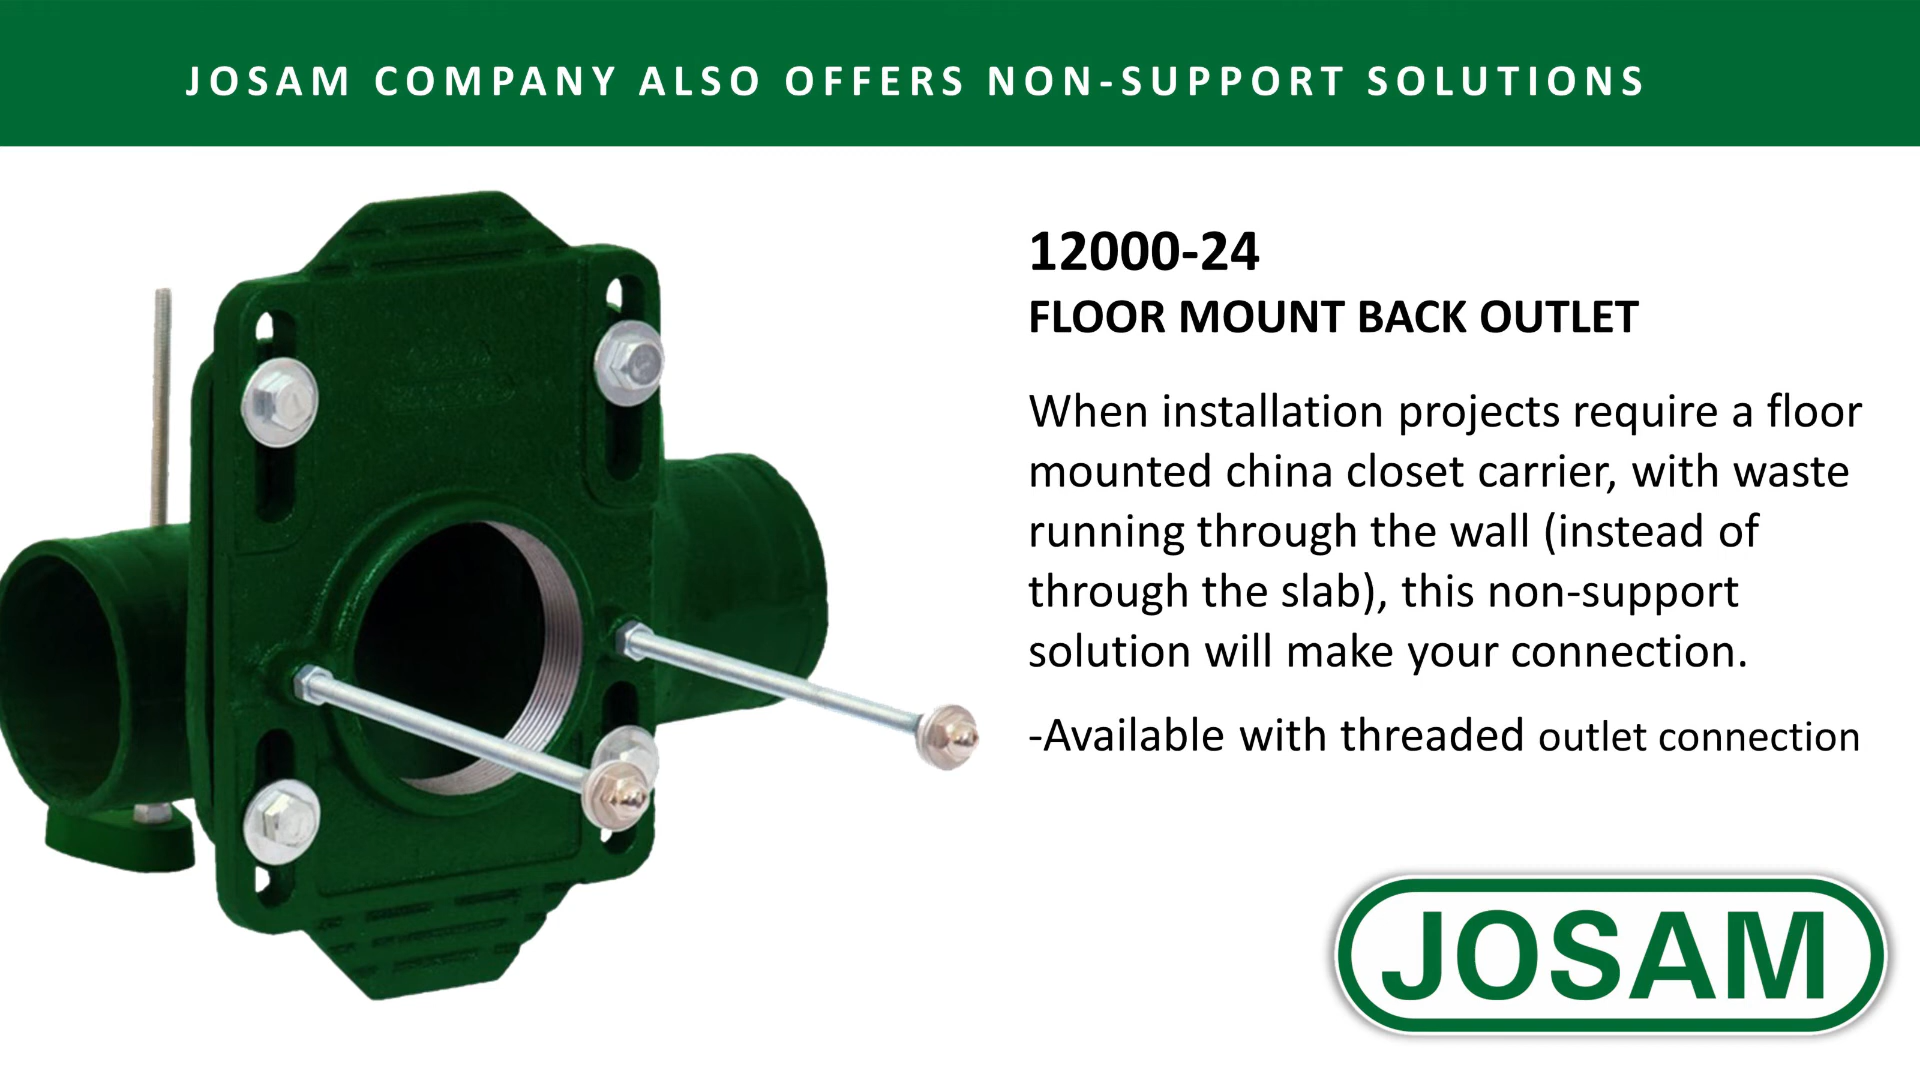 JOSAM COMPANY ALSO OFFERS NON-SUPPORT SOLUTIONS
12000-24
FLOOR MOUNT BACK OUTLET
When installation projects require a floor
mounted china closet carrier, with waste
running through the wall (instead of
through the slab), this non-support
solution will make your connection.
-Available with threaded outlet connection
JOSAM